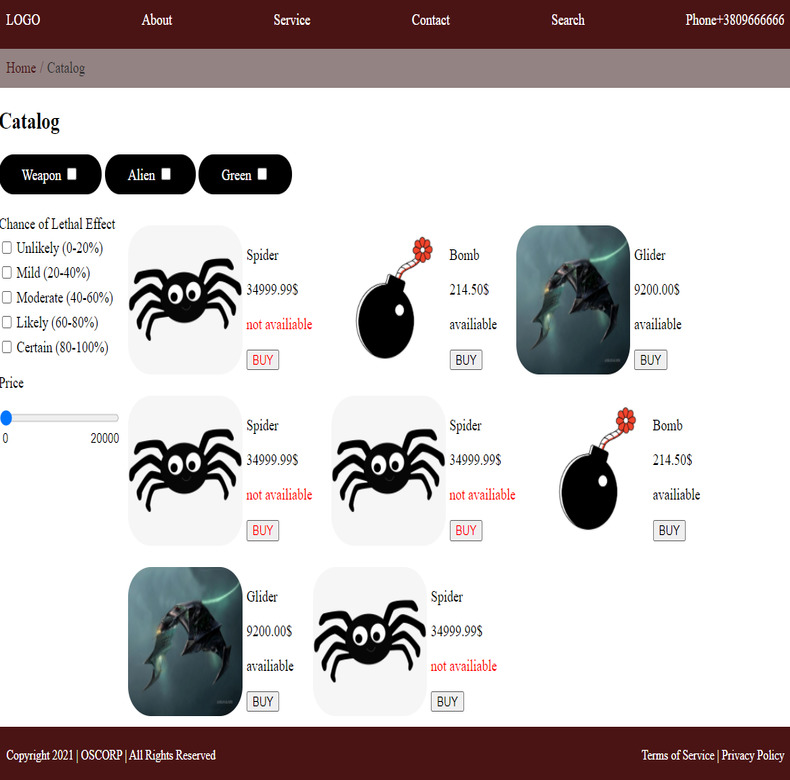 LOGO About Service Contact Search Phone+3809666666
Home / Catalog
Catalog
Weapon Alien Green
Chance of Lethal Effect
Unlikely (0-20%)
Mild (20-40%)
Moderate (40-60%)
Likely (60-80%)
Certain (80-100%)
Price
0 20000
Spider
34999.99$
not availiable
BUY
Bomb
214.50$
availiable
BUY
Glider
9200.00$
availiable
BUY
Spider
34999.99$
not availiable
BUY
Spider
34999.99$
not availiable
BUY
Bomb
214.50$
availiable
BUY
Glider
9200.00$
availiable
BUY
Spider
34999.99$
not availiable
BUY
Copyright 2021 | OSCORP | All Rights Reserved Terms of Service | Privacy Policy